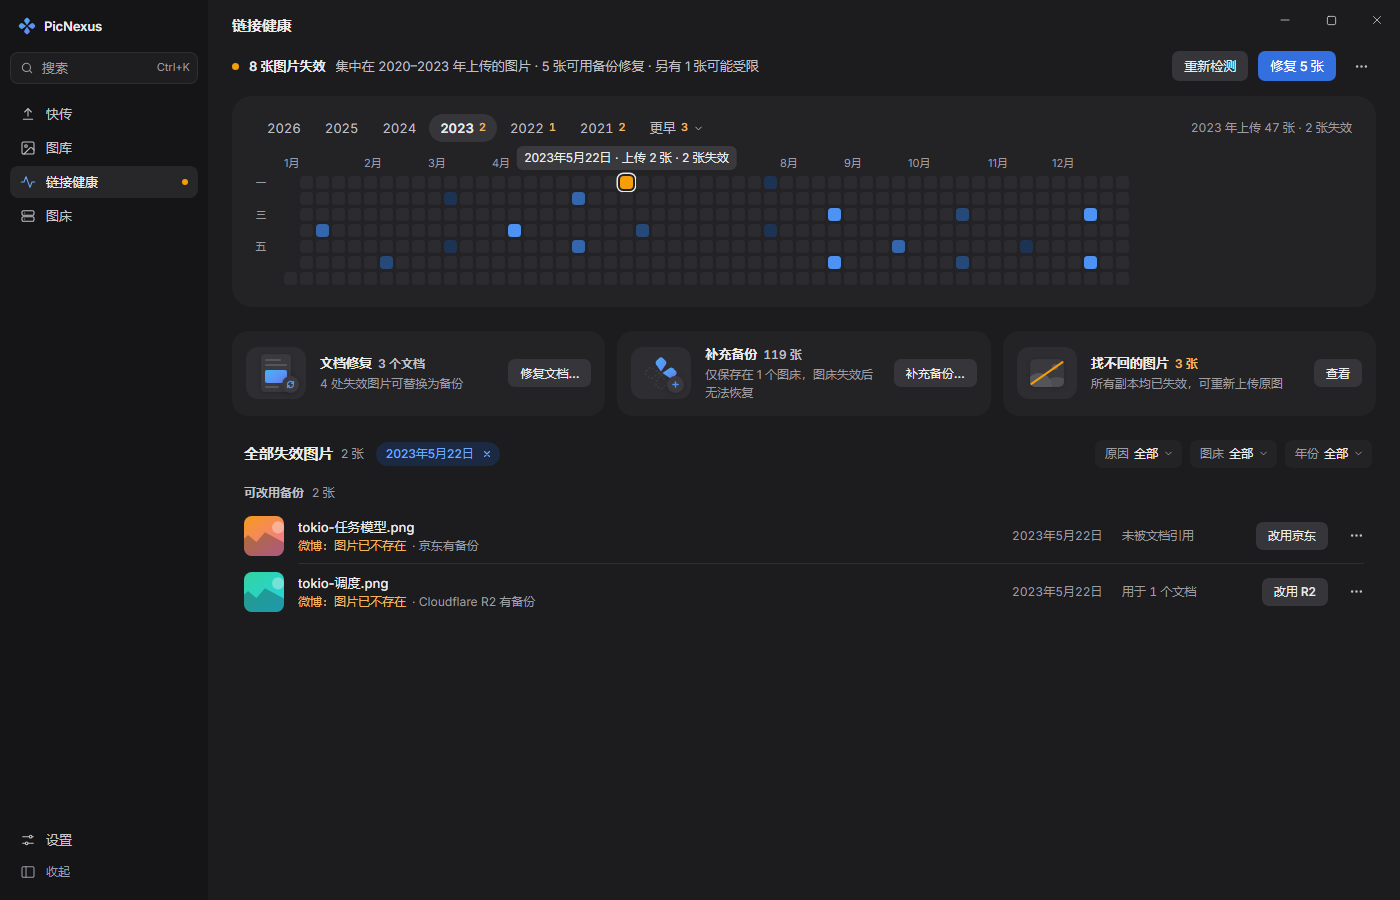 PicNexus
搜索 Ctrl+K
快传
图库
链接健康
图床
设置
收起
链接健康
8 张图片失效 集中在 2020–2023 年上传的图片 · 5 张可用备份修复 · 另有 1 张可能受限
重新检测 修复 5 张
2026 2025 2024 2023 2 2022 1 2021 2 更早 3
2023 年上传 47 张 · 2 张失效
1月 2月 3月 4月 8月 9月 10月 11月 12月
2023年5月22日 · 上传 2 张 · 2 张失效
一
三
五
文档修复 3 个文档
4 处失效图片可替换为备份
修复文档...
补充备份 119 张
仅保存在 1 个图床，图床失效后
无法恢复
补充备份...
找不回的图片 3 张
所有副本均已失效，可重新上传原图
查看
全部失效图片 2 张 2023年5月22日
原因 全部 图床 全部 年份 全部
可改用备份 2 张
tokio-任务模型.png
微博：图片已不存在 · 京东有备份
2023年5月22日 未被文档引用 改用京东
tokio-调度.png
微博：图片已不存在 · Cloudflare R2 有备份
2023年5月22日 用于 1 个文档 改用 R2